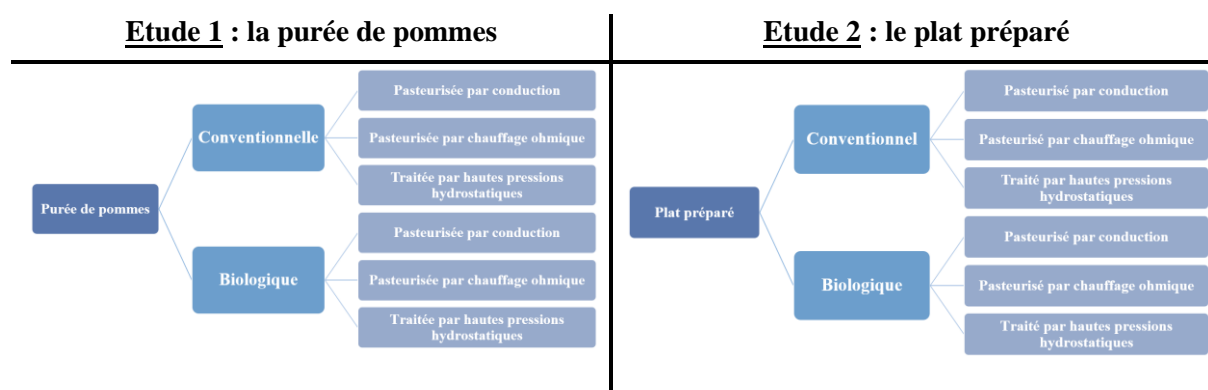 Etude 1 : la purée de pommes
Purée de pommes
Conventionnelle
Pasteurisée par conduction
Pasteurisée par chauffage ohmique
Traitée par hautes pressions
hydrostatiques
Biologique
Pasteurisée par conduction
Pasteurisée par chauffage ohmique
Traitée par hautes pressions
hydrostatiques
Etude 2 : le plat préparé
Plat préparé
Conventionnel
Pasteurisé par conduction
Pasteurisé par chauffage ohmique
Traité par hautes pressions
hydrostatiques
Biologique
Pasteurisé par conduction
Pasteurisé par chauffage ohmique
Traité par hautes pressions
hydrostatiques